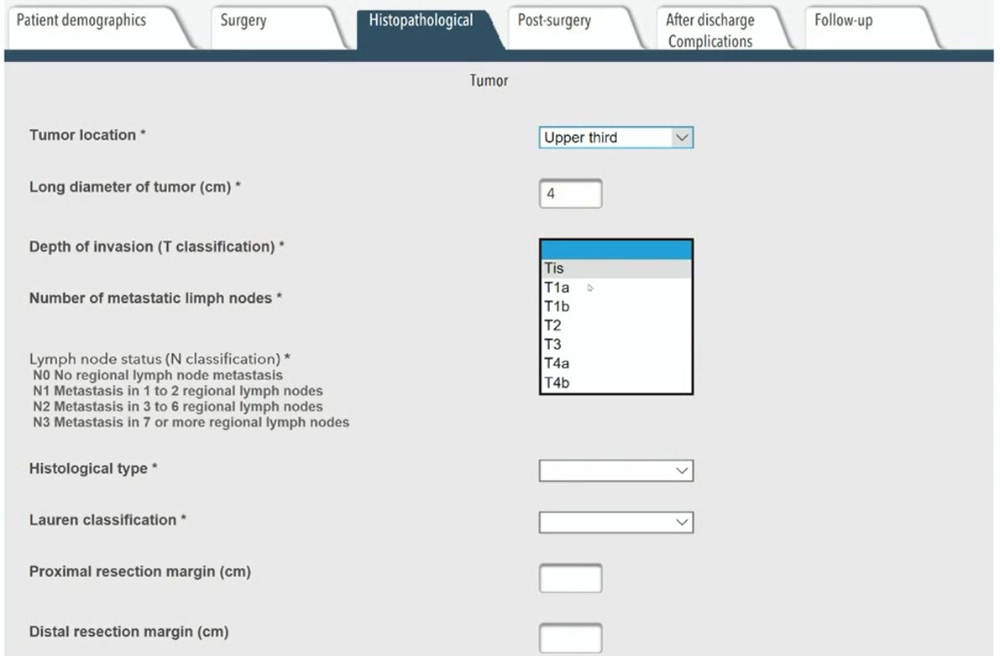 Patient demographics
Surgery
Histopathological
Post-surgery
After discharge
Complications
Follow-up
Tumor
Tumor location *
Upper third
Long diameter of tumor (cm) *
4
Depth of invasion (T classification) *
Tis
T1a
T1b
T2
T3
T4a
T4b
Number of metastatic limph nodes *
Lymph node status (N classification) *
N0 No regional lymph node metastasis
N1 Metastasis in 1 to 2 regional lymph nodes
N2 Metastasis in 3 to 6 regional lymph nodes
N3 Metastasis in 7 or more regional lymph nodes
Histological type *
Lauren classification *
Proximal resection margin (cm)
Distal resection margin (cm)